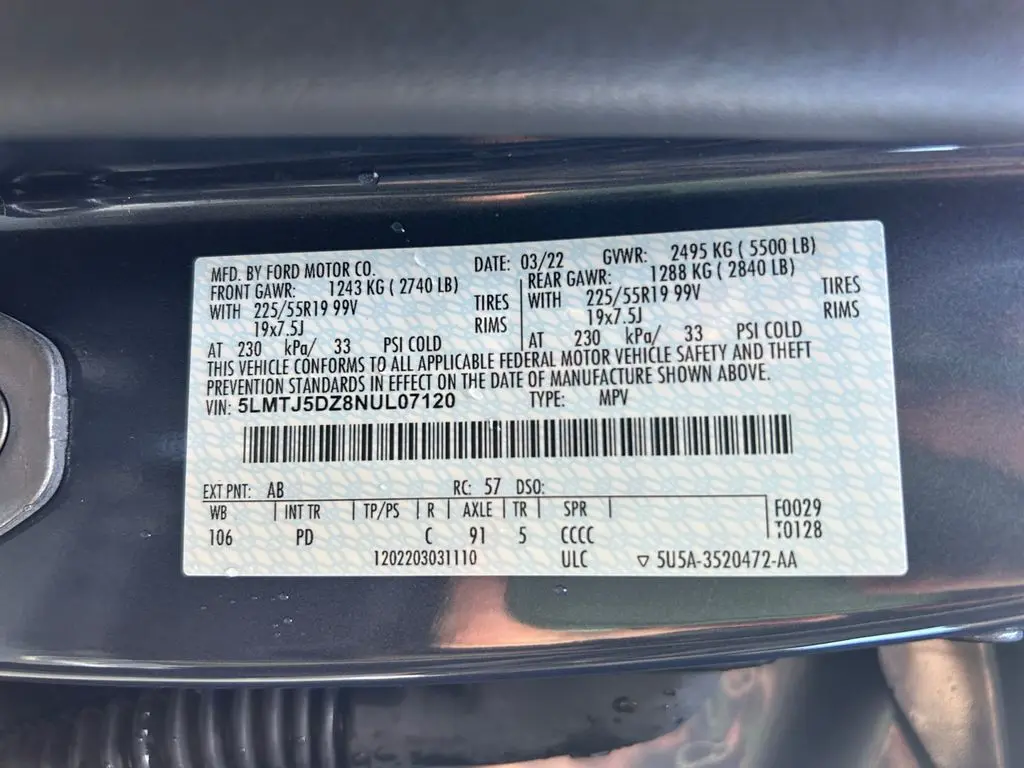 MFD. BY FORD MOTOR CO. DATE: 03/22 GVWR: 2495 KG ( 5500 LB)
FRONT GAWR: 1243 KG ( 2740 LB) REAR GAWR: 1288 KG ( 2840 LB)
WITH 225/55R19 99V TIRES WITH 225/55R19 99V TIRES
19x7.5J RIMS 19x7.5J RIMS
AT 230 kPa/ 33 PSI COLD AT 230 kPa/ 33 PSI COLD
THIS VEHICLE CONFORMS TO ALL APPLICABLE FEDERAL MOTOR VEHICLE SAFETY AND THEFT
PREVENTION STANDARDS IN EFFECT ON THE DATE OF MANUFACTURE SHOWN ABOVE.
VIN: 5LMTJ5DZ8NUL07120 TYPE: MPV
EXT PNT: AB RC: 57 DSO:
WB INT TR TP/PS R AXLE TR SPR F0029
106 PD C 91 5 CCCC T0128
1202203031110 ULC 5U5A-3520472-AA